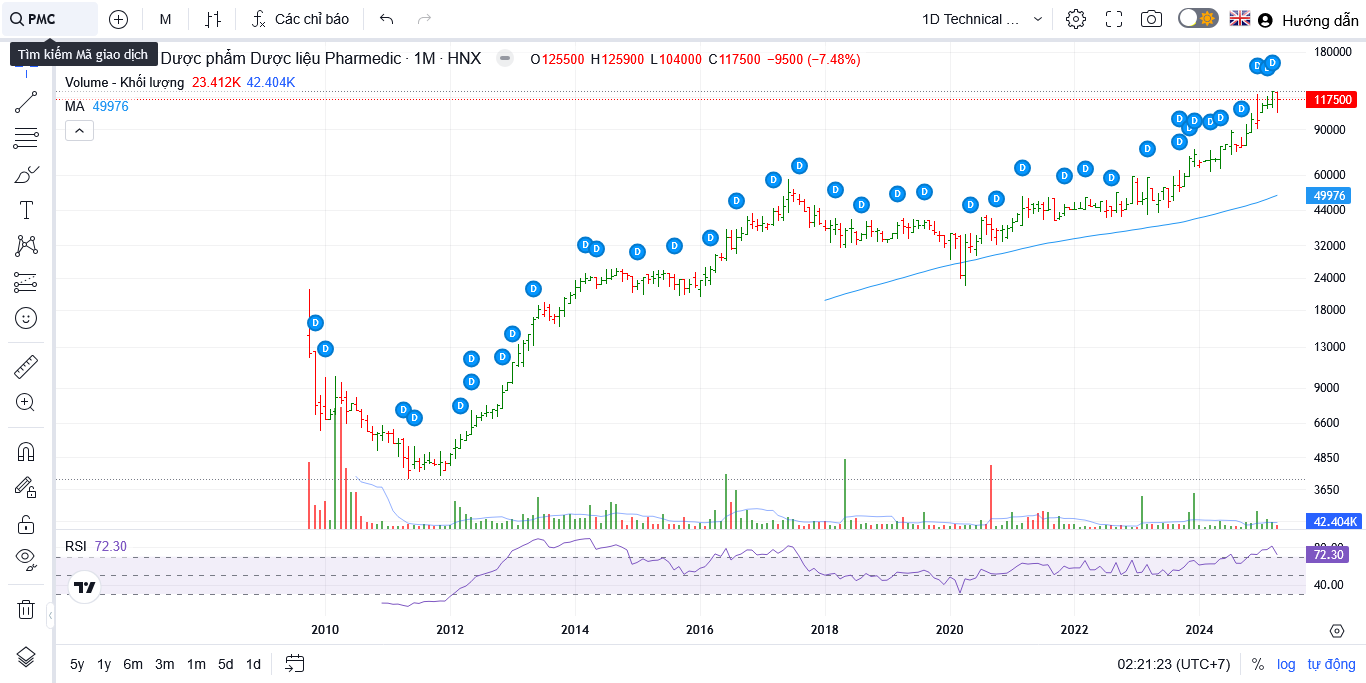 PMC
M
Các chỉ báo
1D Technical ...
Hướng dẫn
Tìm kiếm Mã giao dịch
Dược phẩm Dược liệu Pharmedic · 1M · HNX
O125500 H125900 L104000 C117500 −9500 (−7.48%)
Volume - Khối lượng 23.412K 42.404K
MA 49976
180000
117500
90000
60000
49976
44000
32000
24000
18000
13000
9000
6600
4850
3650
42.404K
D D D D D D D D D D D D D D D D D D D D D D D D D D D D D D D D D D D D D D D D
RSI 72.30
80.00
72.30
40.00
2010 2012 2014 2016 2018 2020 2022 2024
5y 1y 6m 3m 1m 5d 1d
02:21:23 (UTC+7)
% log tự động